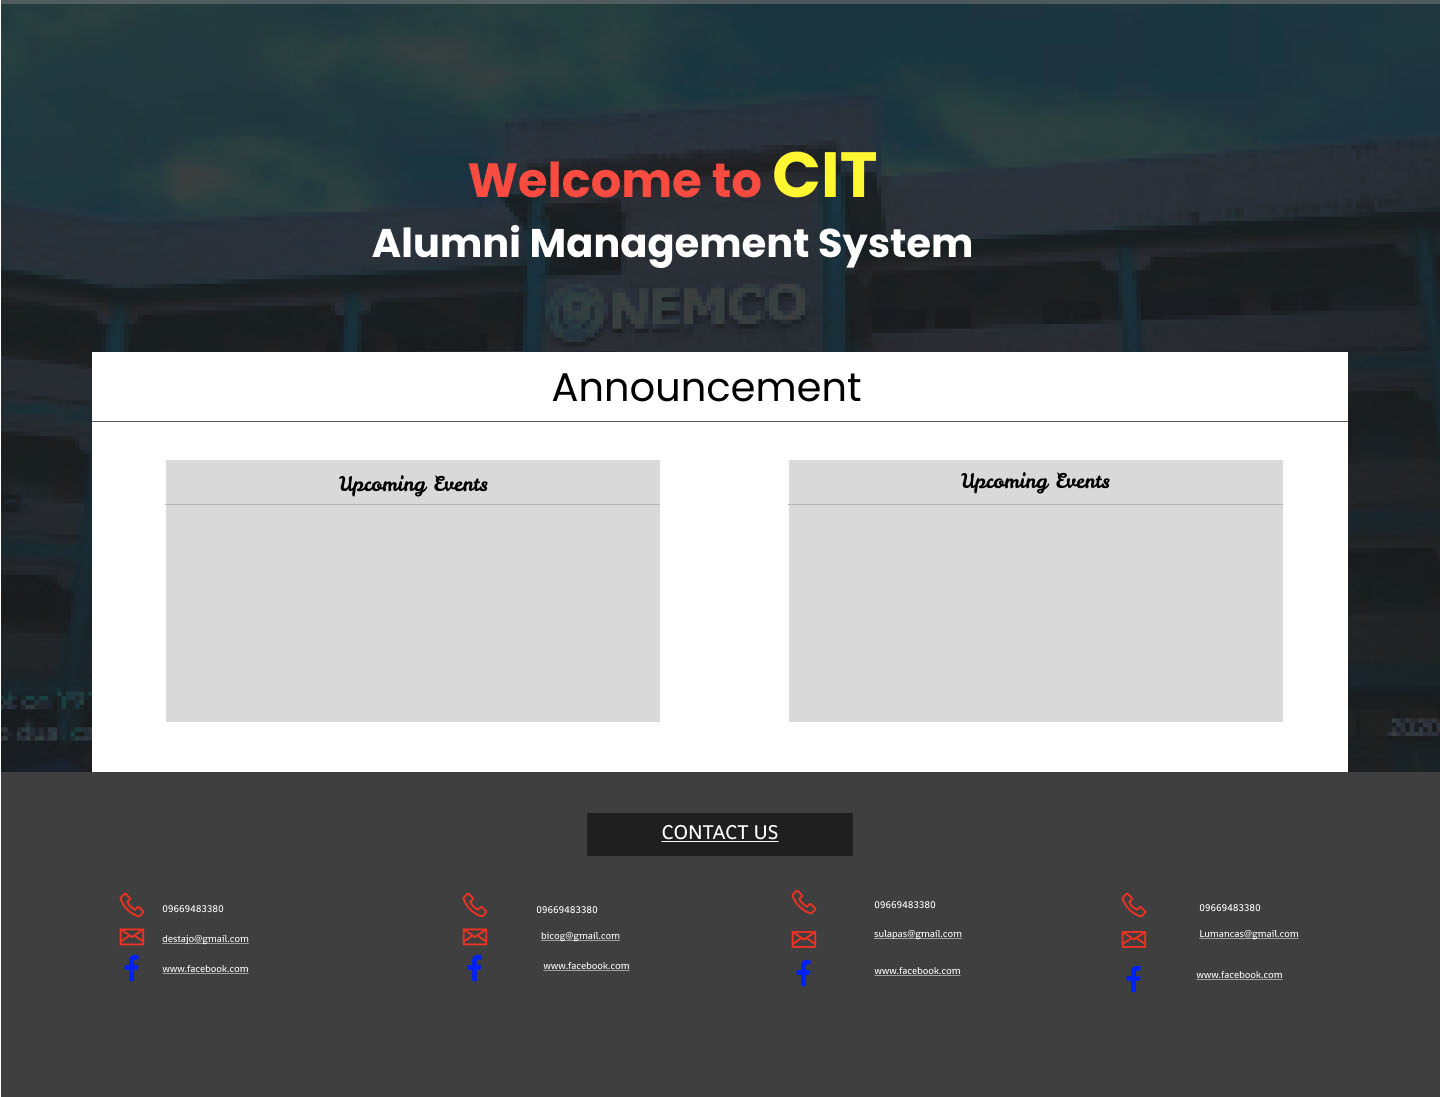 Welcome to CIT
Alumni Management System
NEMCO
Announcement
Upcoming Events
Upcoming Events
2020
CONTACT US
09669483380
destajo@gmail.com
www.facebook.com
09669483380
bicog@gmail.com
www.facebook.com
09669483380
sulapas@gmail.com
www.facebook.com
09669483380
Lumancas@gmail.com
www.facebook.com